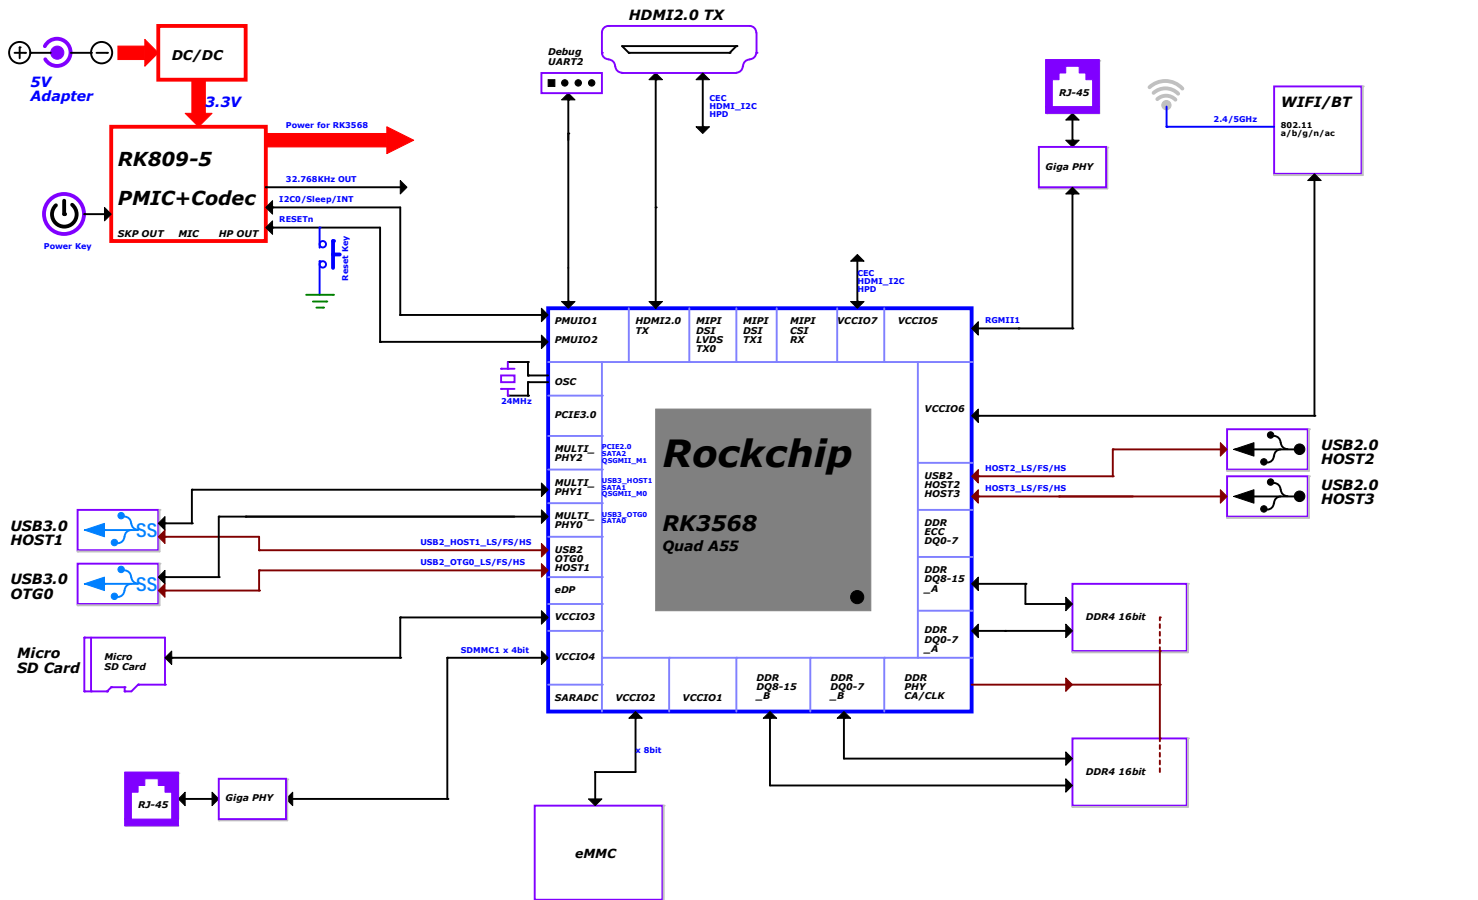 HDMI2.0 TX
DC/DC
5V
Adapter
3.3V
Debug
UART2
CEC
HDMI_I2C
HPD
RJ-45
Giga PHY
2.4/5GHz
WIFI/BT
802.11
a/b/g/n/ac
Power for RK3568
RK809-5
PMIC+Codec
SKP OUT MIC HP OUT
32.768KHz OUT
I2C0/Sleep/INT
RESETn
Power Key
Reset Key
CEC
HDMI_I2C
HPD
PMUIO1
PMUIO2
HDMI2.0
TX
MIPI
DSI
LVDS
TX0
MIPI
DSI
TX1
MIPI
CSI
RX
VCCIO7
VCCIO5
RGMII1
OSC
24MHz
PCIE3.0
MULTI_
PHY2
PCIE2.0
SATA2
QSGMII_M1
MULTI_
PHY1
USB3_HOST1
SATA1
QSGMII_M0
MULTI_
PHY0
USB3_OTG0
SATA0
USB2
OTG0
HOST1
eDP
VCCIO3
VCCIO4
SARADC
VCCIO2
VCCIO1
DDR
DQ8-15
_B
DDR
DQ0-7
_B
DDR
PHY
CA/CLK
VCCIO6
USB2
HOST2
HOST3
DDR
ECC
DQ0-7
DDR
DQ8-15
_A
DDR
DQ0-7
_A
Rockchip
RK3568
Quad A55
HOST2_LS/FS/HS
HOST3_LS/FS/HS
USB2.0
HOST2
USB2.0
HOST3
USB3.0
HOST1
SS
USB3.0
OTG0
SS
USB2_HOST1_LS/FS/HS
USB2_OTG0_LS/FS/HS
Micro
SD Card
Micro
SD Card
SDMMC1 x 4bit
DDR4 16bit
DDR4 16bit
RJ-45
Giga PHY
x 8bit
eMMC